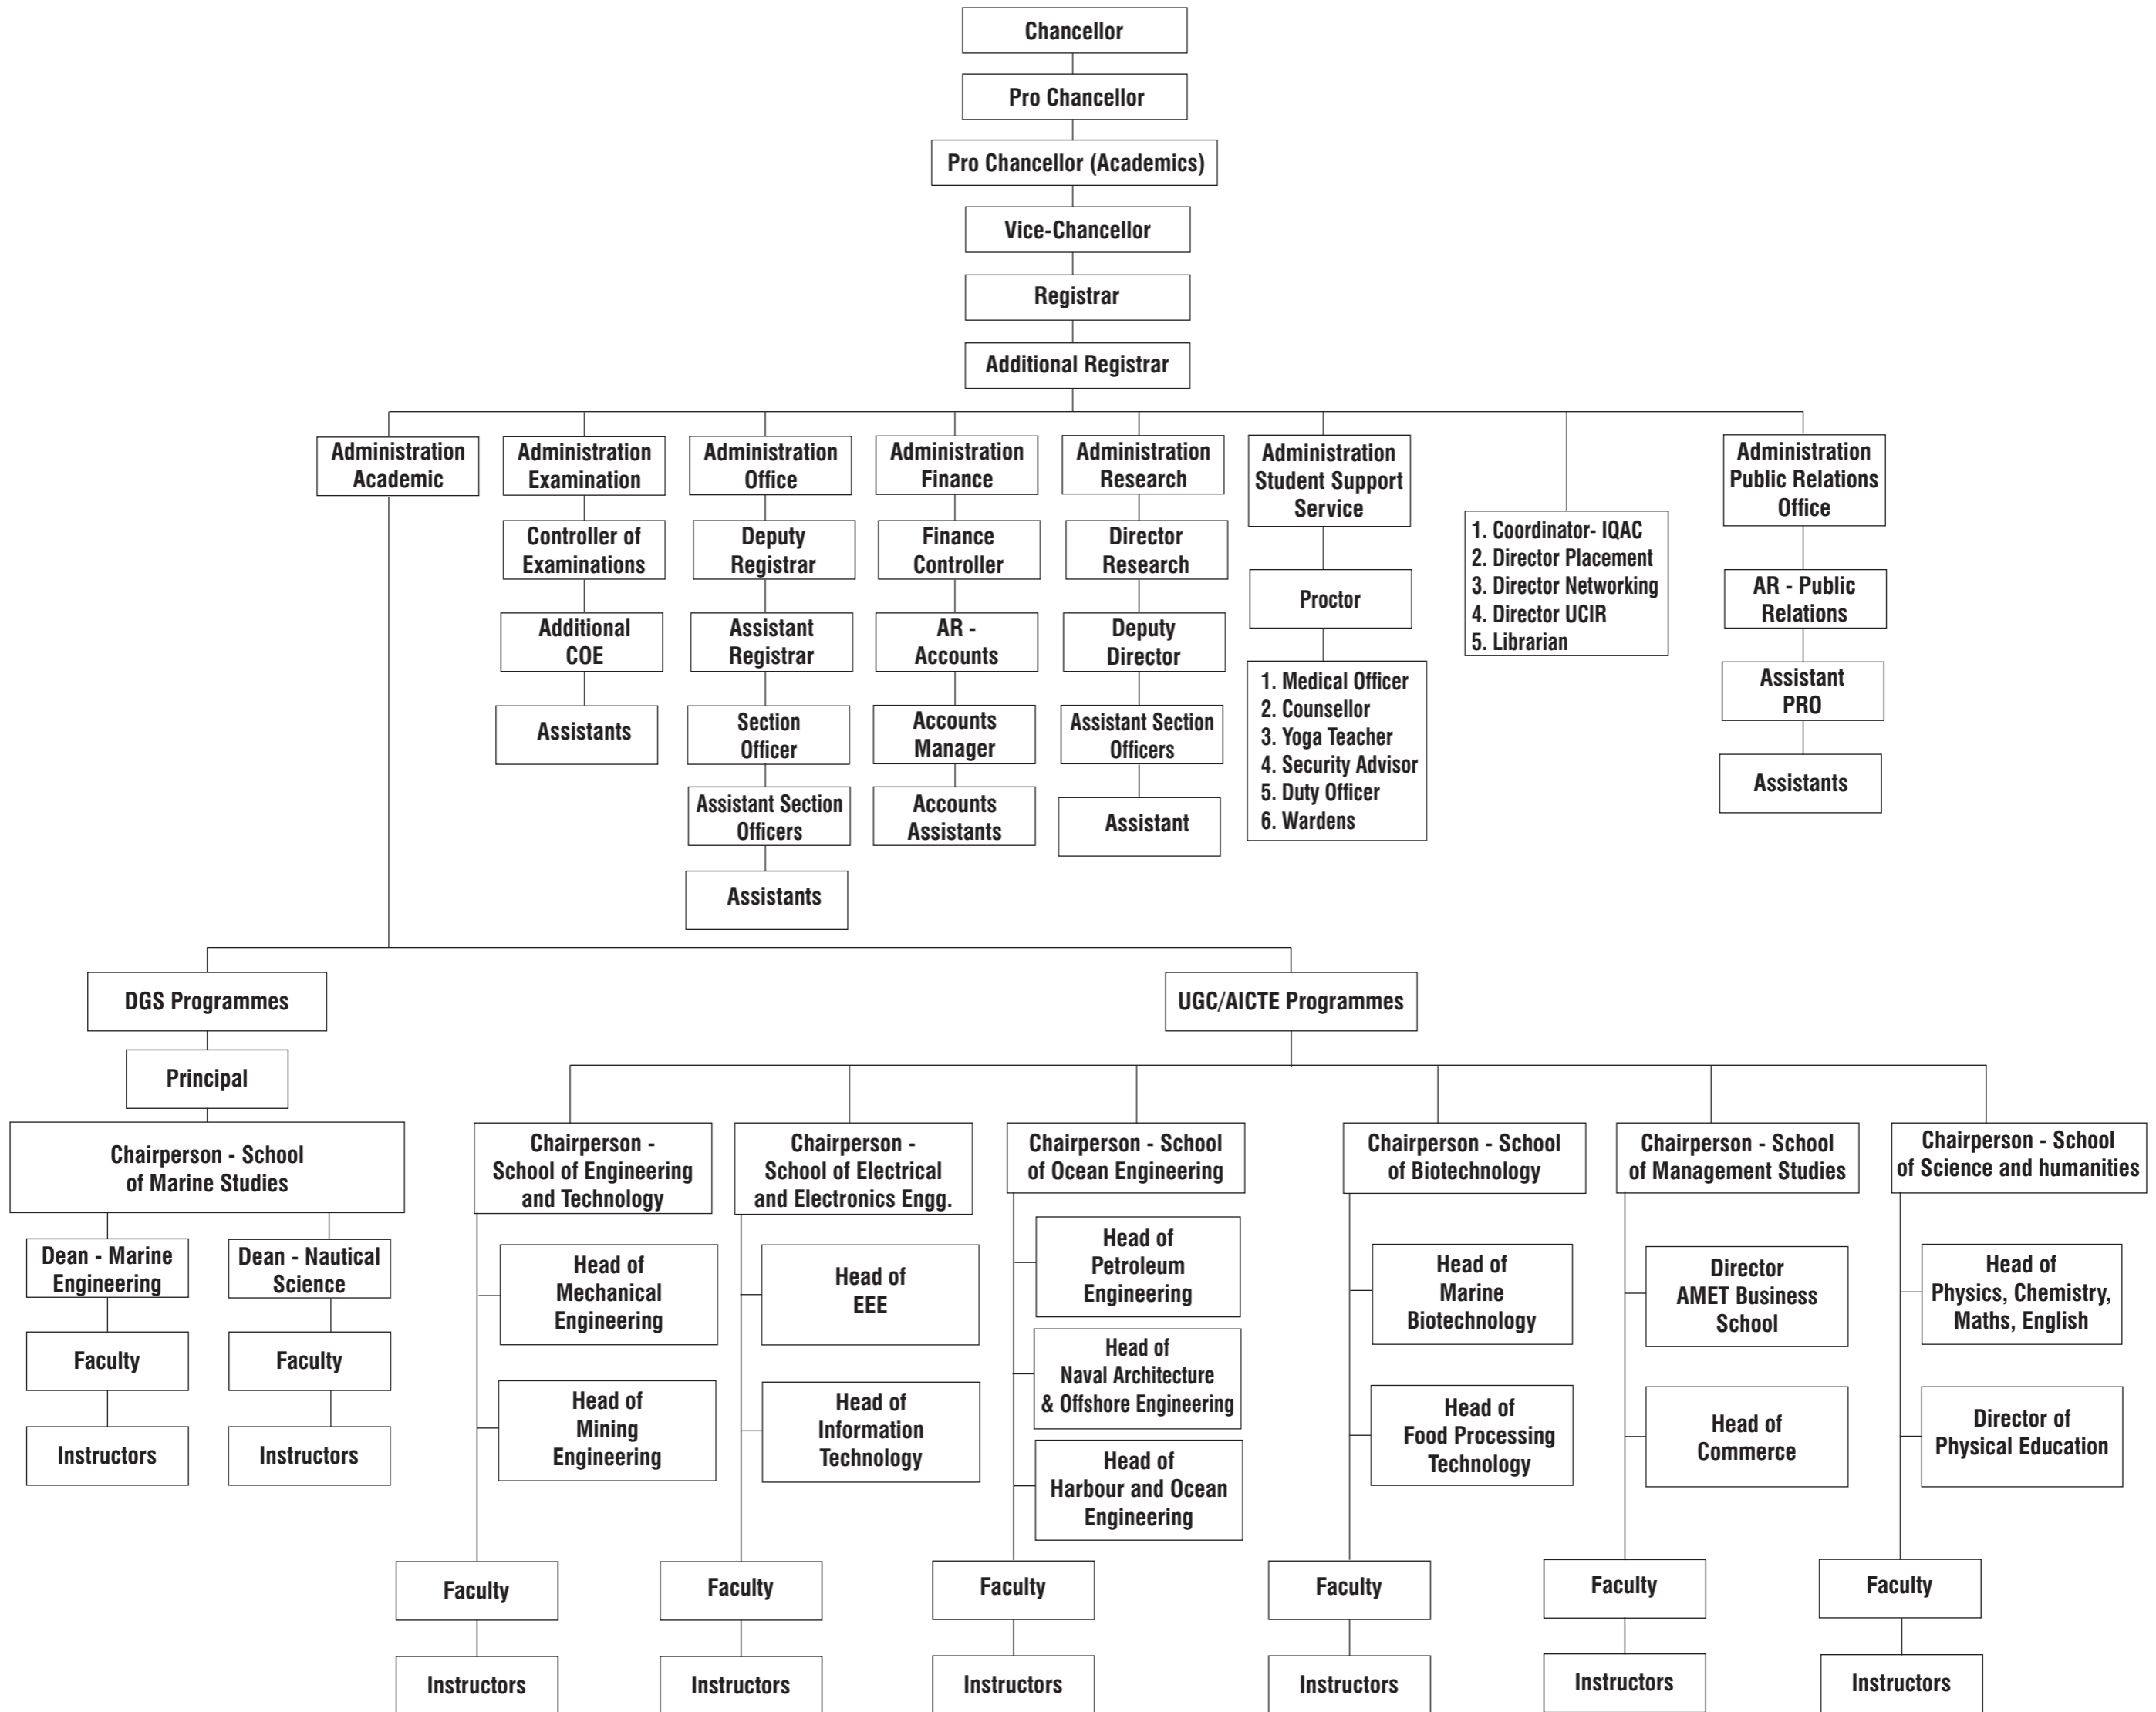 Chancellor
Pro Chancellor
Pro Chancellor (Academics)
Vice-Chancellor
Registrar
Additional Registrar
Administration
Academic
Administration
Examination
Administration
Office
Administration
Finance
Administration
Research
Administration
Student Support
Service
Administration
Public Relations
Office
Controller of
Examinations
Additional
COE
Assistants
Deputy
Registrar
Assistant
Registrar
Section
Officer
Assistant Section
Officers
Assistants
Finance
Controller
AR -
Accounts
Accounts
Manager
Accounts
Assistants
Director
Research
Deputy
Director
Assistant Section
Officers
Assistant
Proctor
1. Medical Officer
2. Counsellor
3. Yoga Teacher
4. Security Advisor
5. Duty Officer
6. Wardens
1. Coordinator- IQAC
2. Director Placement
3. Director Networking
4. Director UCIR
5. Librarian
AR - Public
Relations
Assistant
PRO
Assistants
DGS Programmes
Principal
Chairperson - School
of Marine Studies
Dean - Marine
Engineering
Faculty
Instructors
Dean - Nautical
Science
Faculty
Instructors
UGC/AICTE Programmes
Chairperson -
School of Engineering
and Technology
Head of
Mechanical
Engineering
Head of
Mining
Engineering
Faculty
Instructors
Chairperson -
School of Electrical
and Electronics Engg.
Head of
EEE
Head of
Information
Technology
Faculty
Instructors
Chairperson - School
of Ocean Engineering
Head of
Petroleum
Engineering
Head of
Naval Architecture
& Offshore Engineering
Head of
Harbour and Ocean
Engineering
Faculty
Instructors
Chairperson - School
of Biotechnology
Head of
Marine
Biotechnology
Head of
Food Processing
Technology
Faculty
Instructors
Chairperson - School
of Management Studies
Director
AMET Business
School
Head of
Commerce
Faculty
Instructors
Chairperson - School
of Science and humanities
Head of
Physics, Chemistry,
Maths, English
Director of
Physical Education
Faculty
Instructors